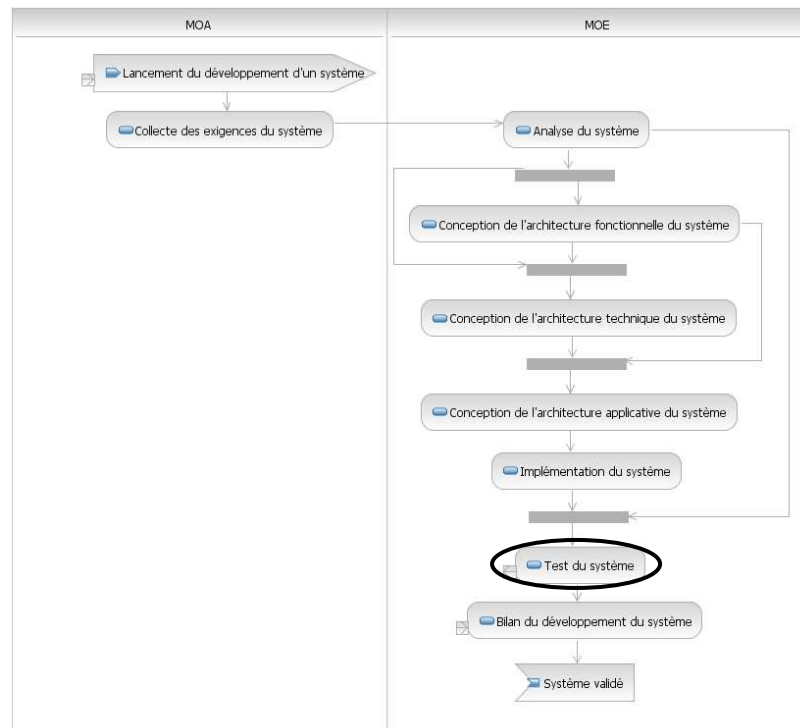 MOA
MOE
Lancement du développement d'un système
Collecte des exigences du système
Analyse du système
Conception de l'architecture fonctionnelle du système
Conception de l'architecture technique du système
Conception de l'architecture applicative du système
Implémentation du système
Test du système
Bilan du développement du système
Système validé